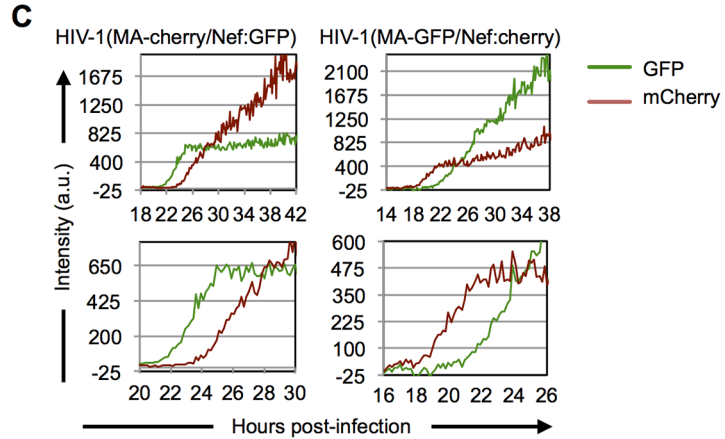 C
HIV-1(MA-cherry/Nef:GFP)
HIV-1(MA-GFP/Nef:cherry)
GFP
mCherry
Intensity (a.u.)
1675
1250
825
400
-25
18 22 26 30 34 38 42
2100
1675
1250
825
400
-25
14 18 22 26 30 34 38
650
425
200
-25
20 22 24 26 28 30
600
475
350
225
100
-25
16 18 20 22 24 26
Hours post-infection